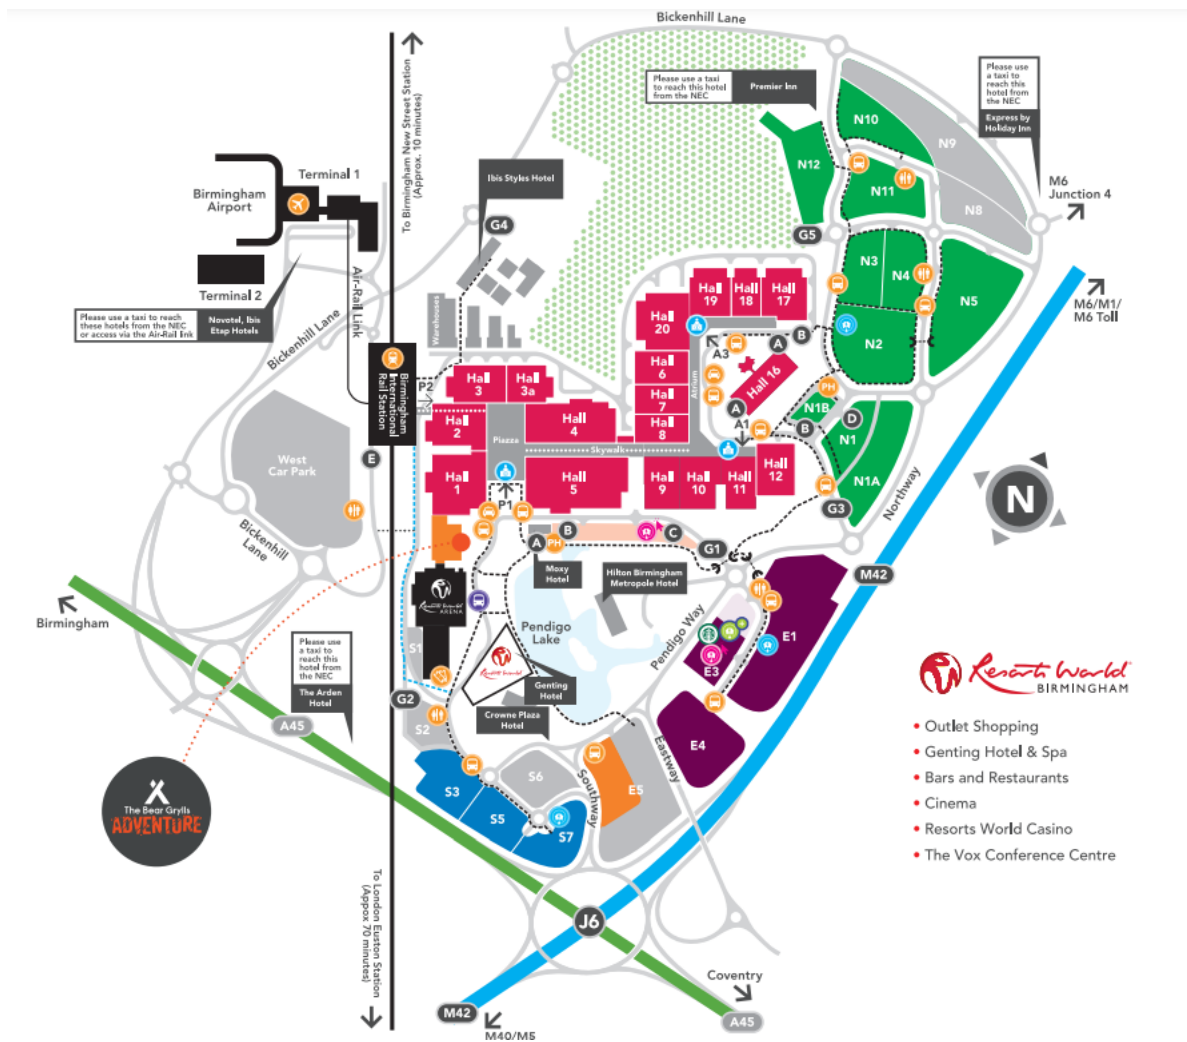 Bickenhill Lane
To Birmingham New Street Station
(Approx. 10 minutes)
Please use a taxi
to reach this hotel
from the NEC
Premier Inn
Please use
a taxi to
reach this
hotel from
the NEC
Express by
Holiday Inn
N10
N9
N12
N11
N8
M6
Junction 4
Terminal 1
Birmingham
Airport
Ibis Styles Hotel
G4
G5
N3
N4
N5
Terminal 2
Air-Rail Link
Please use a taxi to reach
these hotels from the NEC
or access via the Air-Rail link
Novotel, Ibis
Etap Hotels
Bickenhill Lane
Warehouses
Hall
19
Hall
18
Hall
17
Hall
20
M6/M1/
M6 Toll
N2
A
B
A3
Birmingham
International
Rail Station
P2
Hall
3
Hall
3a
Hall
6
Hall
7
Hall
8
Atrium
Hall 16
A
A1
PH
N1B
B
D
N1
N1A
Hall
2
Piazza
Hall
4
Skywalk
West
Car Park
E
Hall
1
P1
Hall
5
Hall
9
Hall
10
Hall
11
Hall
12
G3
Northway
N
Bickenhill
Lane
A
PH
B
C
G1
Moxy
Hotel
Hilton Birmingham
Metropole Hotel
M42
Resorts World
ARENA
Birmingham
Pendigo
Lake
Pendigo Way
E1
E3
S1
Please use
a taxi to
reach this
hotel from
the NEC
The Arden
Hotel
Resorts World
Genting
Hotel
G2
Crowne Plaza
Hotel
A45
S2
E4
Eastway
Resorts World
BIRMINGHAM
• Outlet Shopping
• Genting Hotel & Spa
• Bars and Restaurants
• Cinema
• Resorts World Casino
• The Vox Conference Centre
S3
S6
S5
S7
Southway
E5
The Bear Grylls
ADVENTURE
To London Euston Station
(Appox 70 minutes)
J6
M42
M40/M5
Coventry
A45